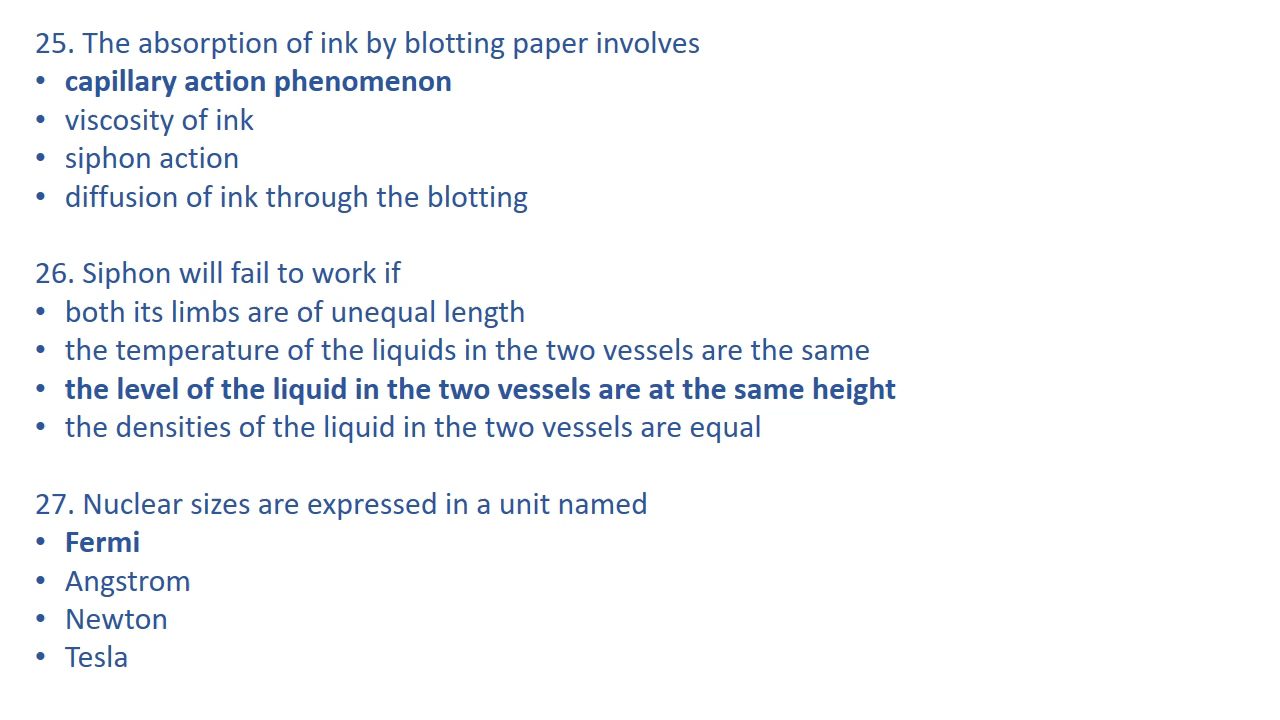 25. The absorption of ink by blotting paper involves
• capillary action phenomenon
• viscosity of ink
• siphon action
• diffusion of ink through the blotting
26. Siphon will fail to work if
• both its limbs are of unequal length
• the temperature of the liquids in the two vessels are the same
• the level of the liquid in the two vessels are at the same height
• the densities of the liquid in the two vessels are equal
27. Nuclear sizes are expressed in a unit named
• Fermi
• Angstrom
• Newton
• Tesla